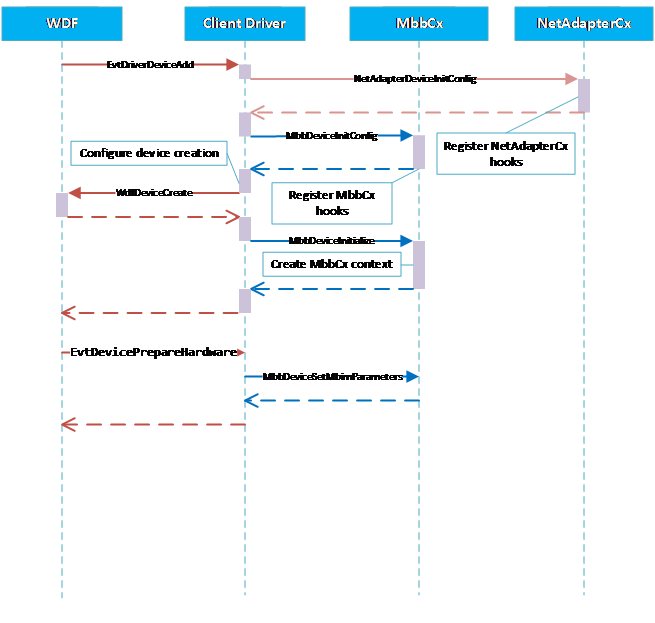 WDF
Client Driver
MbbCx
NetAdapterCx
EvtDriverDeviceAdd
NetAdapterDeviceInitConfig
MbbDeviceInitConfig
Register NetAdapterCx
hooks
Configure device creation
WdfDeviceCreate
Register MbbCx
hooks
MbbDeviceInitialize
Create MbbCx context
EvtDevicePrepareHardware
MbbDeviceSetMbimParameters